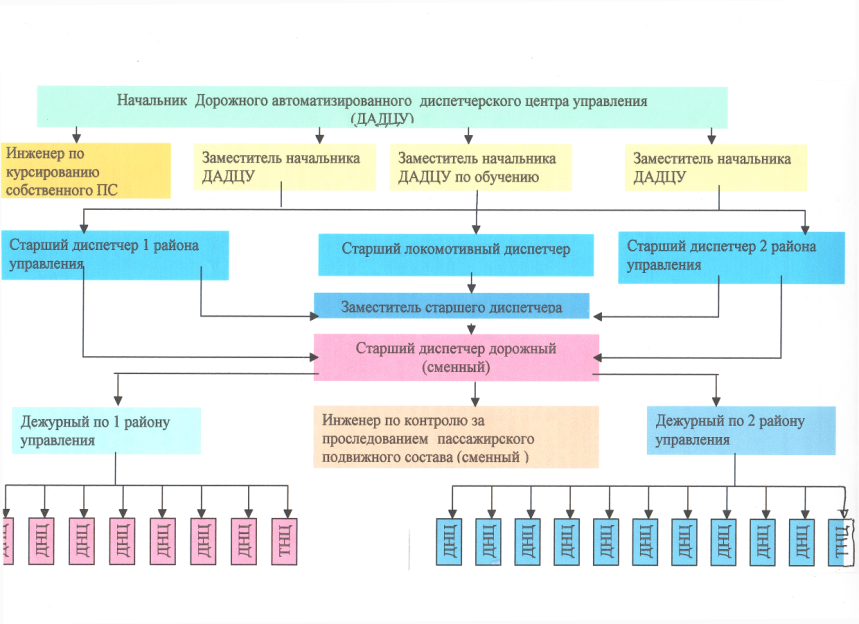 Начальник Дорожного автоматизированного диспетчерского центра управления
(ДАДЦУ)
Инженер по
курсированию
собственного ПС
Заместитель начальника
ДАДЦУ
Заместитель начальника
ДАДЦУ по обучению
Заместитель начальника
ДАДЦУ
Старший диспетчер 1 района
управления
Старший локомотивный диспетчер
Старший диспетчер 2 района
управления
Заместитель старшего диспетчера
Старший диспетчер дорожный
(сменный)
Дежурный по 1 району
управления
Инженер по контролю за
проследованием пассажирского
подвижного состава (сменный )
Дежурный по 2 району
управления
ДНЦ
ДНЦ
ДНЦ
ДНЦ
ДНЦ
ДНЦ
ДНЦ
ТНЦ
ДНЦ
ДНЦ
ДНЦ
ДНЦ
ДНЦ
ДНЦ
ДНЦ
ДНЦ
ДНЦ
ДНЦ
ТНЦ